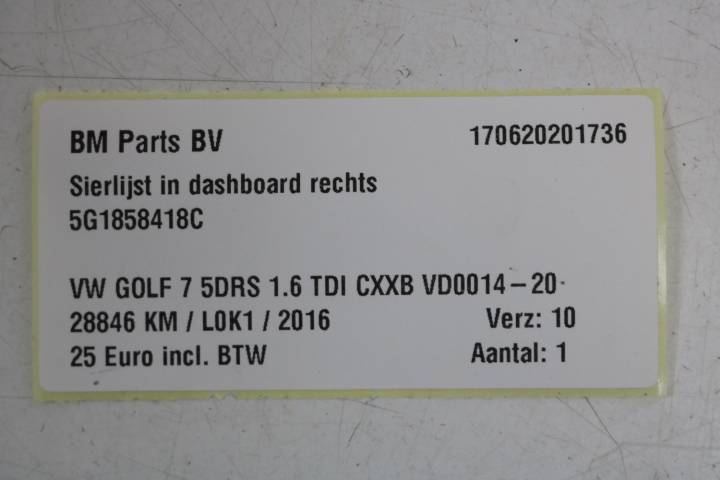 BM Parts BV 170620201736
Sierlijst in dashboard rechts
5G1858418C
VW GOLF 7 5DRS 1.6 TDI CXXB VD0014-20
28846 KM / L0K1 / 2016 Verz: 10
25 Euro incl. BTW Aantal: 1